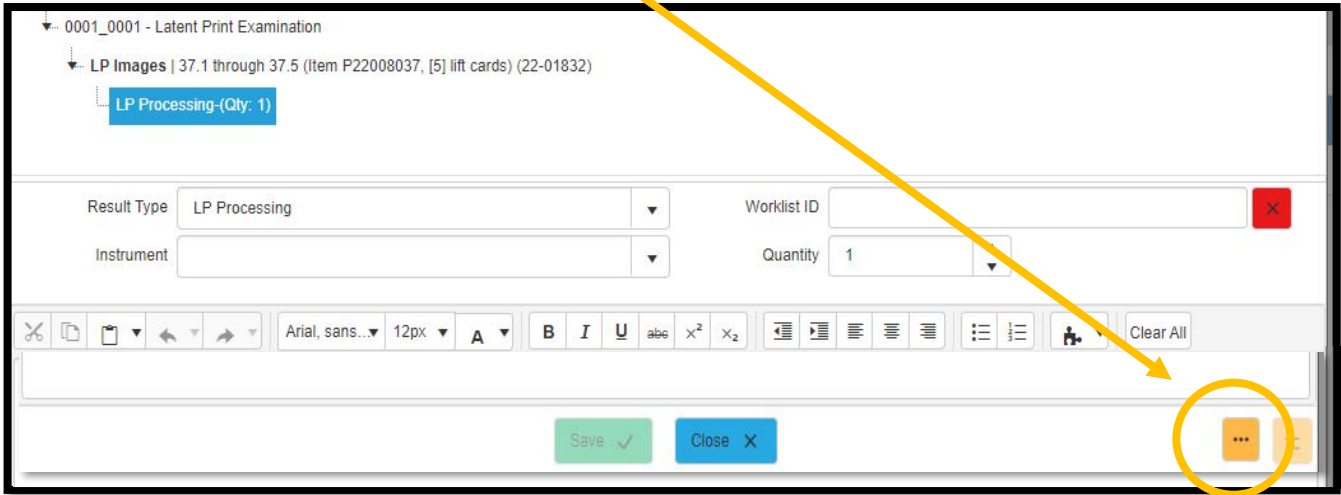 0001_0001 - Latent Print Examination
LP Images | 37.1 through 37.5 (Item P22008037, [5] lift cards) (22-01832)
LP Processing-(Qty: 1)
Result Type LP Processing Worklist ID
Instrument Quantity 1
Arial, sans... 12px A B I U abc x² x₂ Clear All
Save Close X